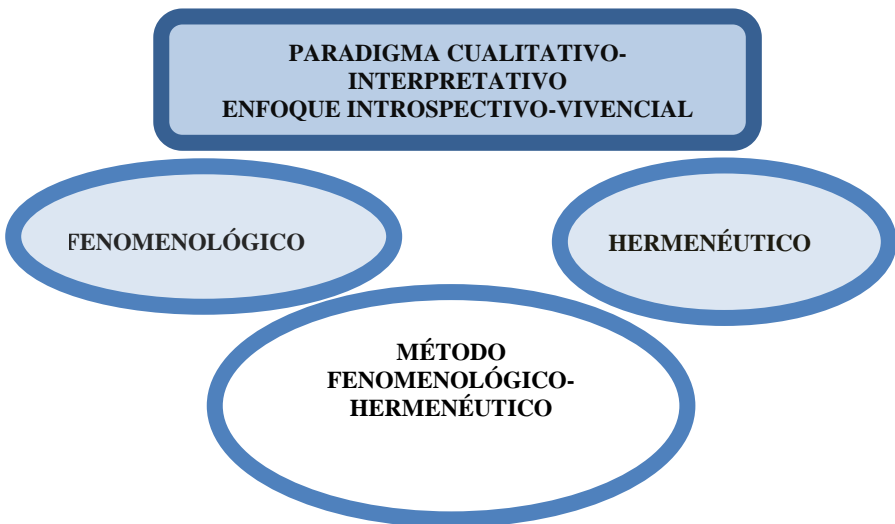 PARADIGMA CUALITATIVO-
INTERPRETATIVO
ENFOQUE INTROSPECTIVO-VIVENCIAL
FENOMENOLÓGICO
HERMENÉUTICO
MÉTODO
FENOMENOLÓGICO-
HERMENÉUTICO